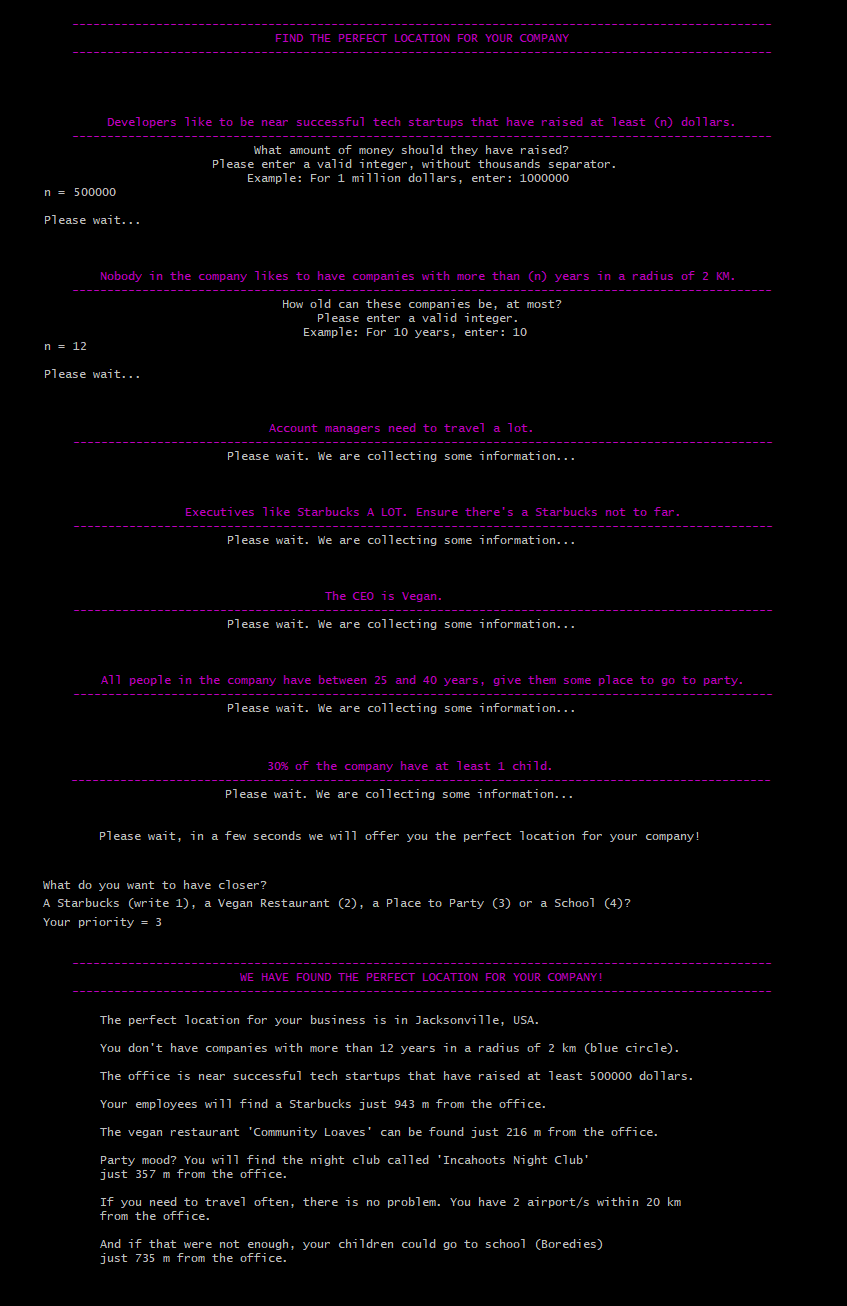 FIND THE PERFECT LOCATION FOR YOUR COMPANY
Developers like to be near successful tech startups that have raised at least (n) dollars.
What amount of money should they have raised?
Please enter a valid integer, without thousands separator.
Example: For 1 million dollars, enter: 1000000
n = 500000
Please wait...
Nobody in the company likes to have companies with more than (n) years in a radius of 2 KM.
How old can these companies be, at most?
Please enter a valid integer.
Example: For 10 years, enter: 10
n = 12
Please wait...
Account managers need to travel a lot.
Please wait. We are collecting some information...
Executives like Starbucks A LOT. Ensure there's a Starbucks not to far.
Please wait. We are collecting some information...
The CEO is Vegan.
Please wait. We are collecting some information...
All people in the company have between 25 and 40 years, give them some place to go to party.
Please wait. We are collecting some information...
30% of the company have at least 1 child.
Please wait. We are collecting some information...
Please wait, in a few seconds we will offer you the perfect location for your company!
What do you want to have closer?
A Starbucks (write 1), a Vegan Restaurant (2), a Place to Party (3) or a School (4)?
Your priority = 3
WE HAVE FOUND THE PERFECT LOCATION FOR YOUR COMPANY!
The perfect location for your business is in Jacksonville, USA.
You don't have companies with more than 12 years in a radius of 2 km (blue circle).
The office is near successful tech startups that have raised at least 500000 dollars.
Your employees will find a Starbucks just 943 m from the office.
The vegan restaurant 'Community Loaves' can be found just 216 m from the office.
Party mood? You will find the night club called 'Incahoots Night Club'
just 357 m from the office.
If you need to travel often, there is no problem. You have 2 airport/s within 20 km
from the office.
And if that were not enough, your children could go to school (Boredies)
just 735 m from the office.